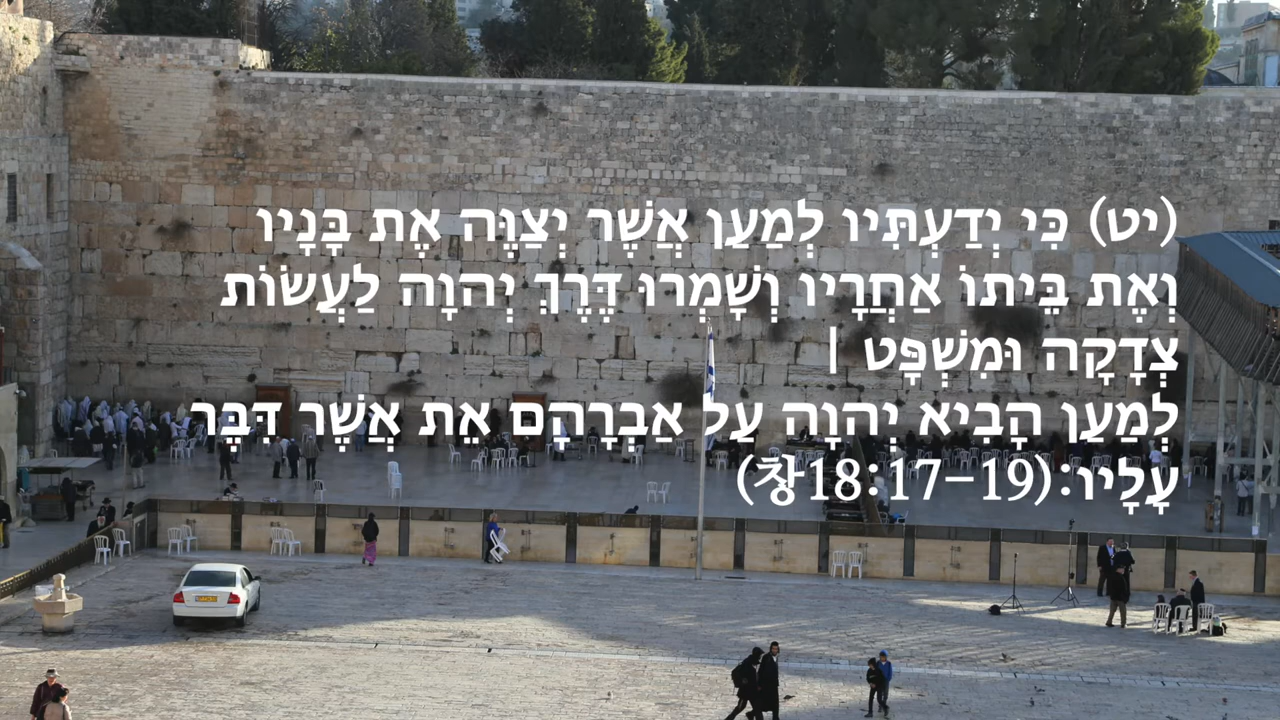 (יט) כִּי יְדַעְתִּיו לְמַעַן אֲשֶׁר יְצַוֶּה אֶת בָּנָיו
וְאֶת בֵּיתוֹ אַחֲרָיו וְשָׁמְרוּ דֶּרֶךְ יְהוָה לַעֲשׂוֹת
צְדָקָה וּמִשְׁפָּט |
לְמַעַן הָבִיא יְהוָה עַל אַבְרָהָם אֵת אֲשֶׁר דִּבֶּר
עָלָיו:(창18:17-19)